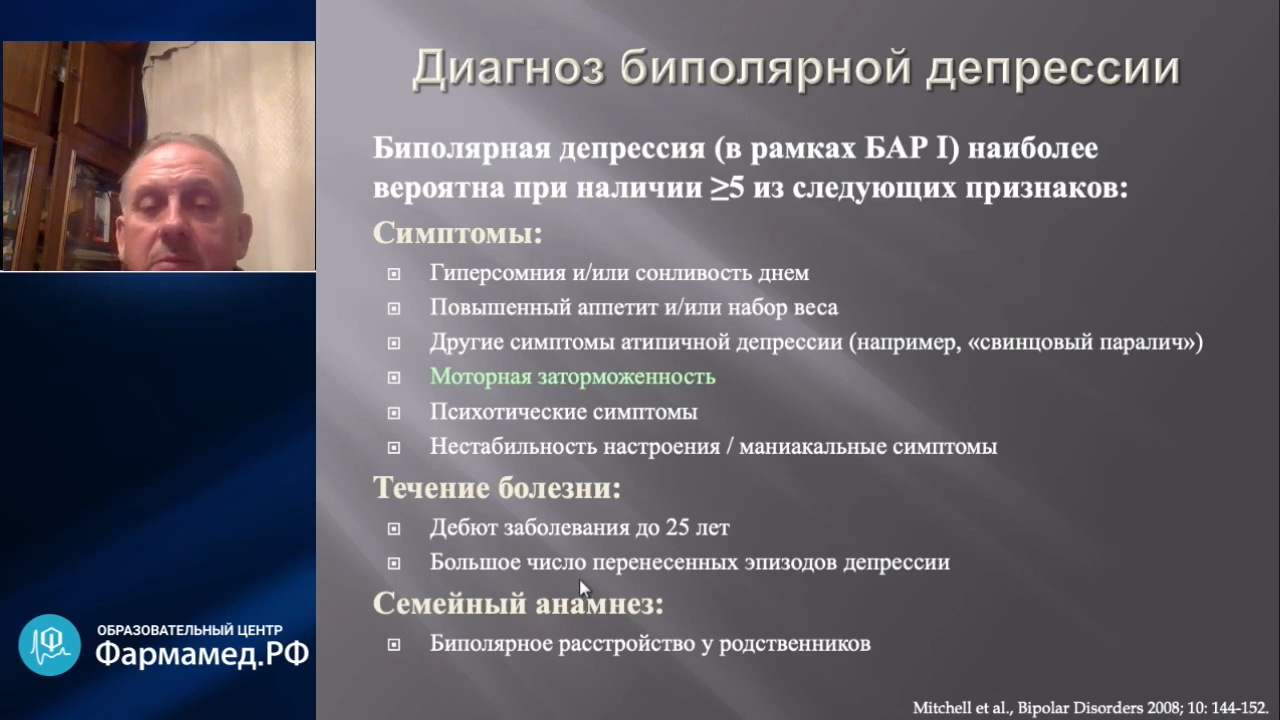 Диагноз биполярной депрессии
Биполярная депрессия (в рамках БАР I) наиболее
вероятна при наличии ≥5 из следующих признаков:
Симптомы:
Гиперсомния и/или сонливость днем
Повышенный аппетит и/или набор веса
Другие симптомы атипичной депрессии (например, «свинцовый паралич»)
Моторная заторможенность
Психотические симптомы
Нестабильность настроения / маниакальные симптомы
Течение болезни:
Дебют заболевания до 25 лет
Большое число перенесенных эпизодов депрессии
Семейный анамнез:
Биполярное расстройство у родственников
Mitchell et al., Bipolar Disorders 2008; 10: 144-152.
ОБРАЗОВАТЕЛЬНЫЙ ЦЕНТР
Фармамед.РФ